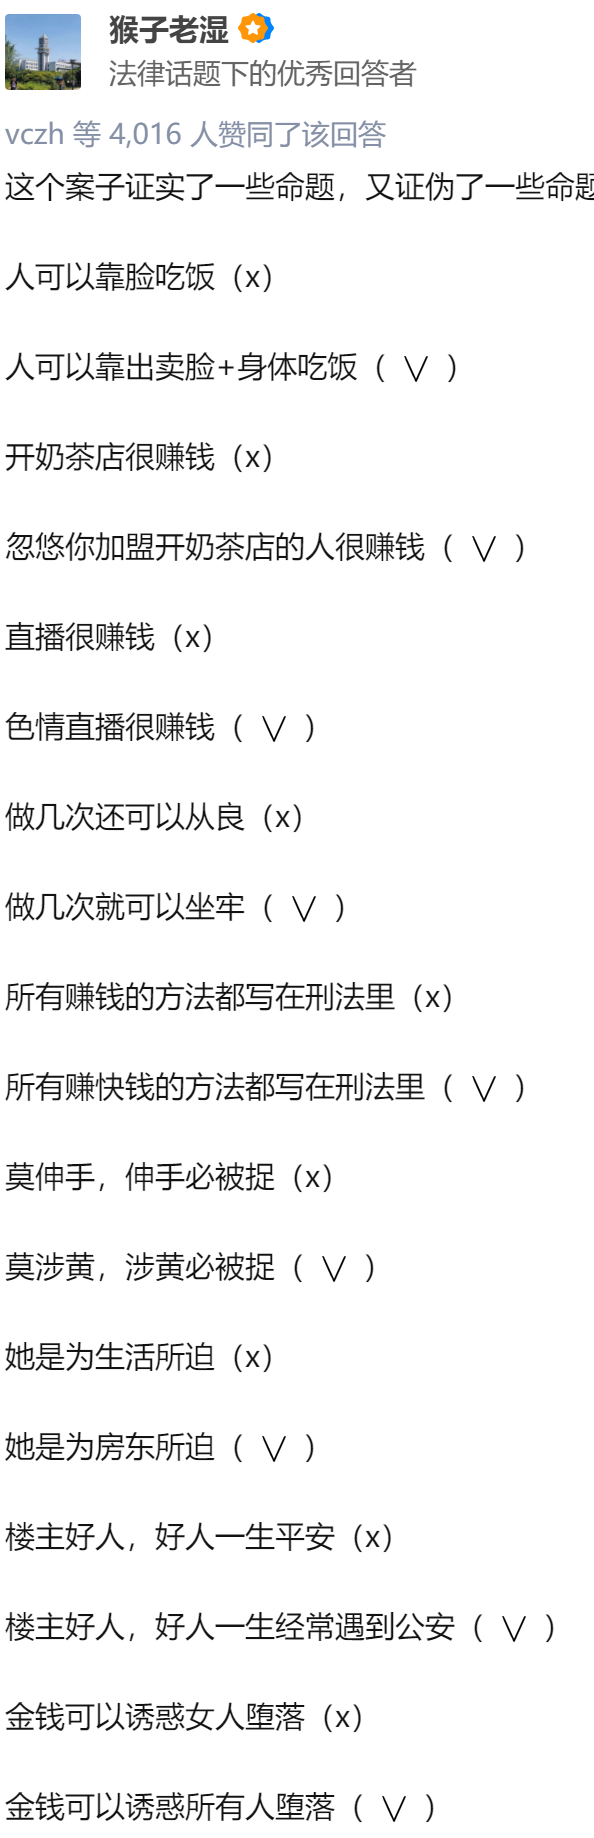 猴子老湿
法律话题下的优秀回答者
vczh 等 4,016 人赞同了该回答
这个案子证实了一些命题，又证伪了一些命题
人可以靠脸吃饭（x）
人可以靠出卖脸+身体吃饭（ ∨ ）
开奶茶店很赚钱（x）
忽悠你加盟开奶茶店的人很赚钱（ ∨ ）
直播很赚钱（x）
色情直播很赚钱（ ∨ ）
做几次还可以从良（x）
做几次就可以坐牢（ ∨ ）
所有赚钱的方法都写在刑法里（x）
所有赚快钱的方法都写在刑法里（ ∨ ）
莫伸手，伸手必被捉（x）
莫涉黄，涉黄必被捉（ ∨ ）
她是为生活所迫（x）
她是为房东所迫（ ∨ ）
楼主好人，好人一生平安（x）
楼主好人，好人一生经常遇到公安（ ∨ ）
金钱可以诱惑女人堕落（x）
金钱可以诱惑所有人堕落（ ∨ ）